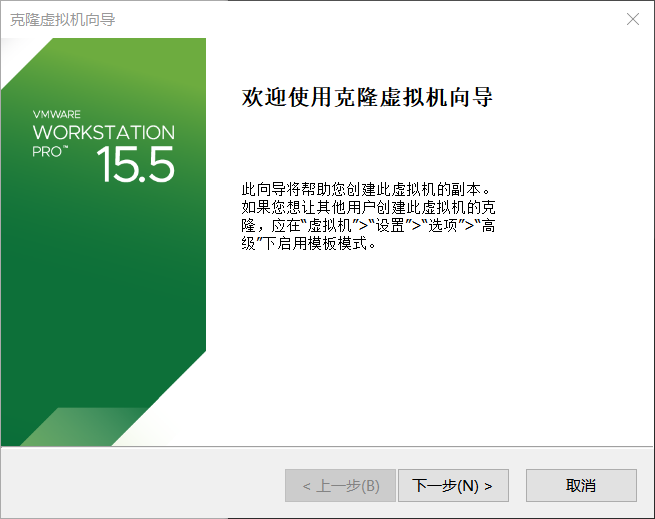 克隆虚拟机向导
VMWARE
WORKSTATION
PRO™ 15.5
欢迎使用克隆虚拟机向导
此向导将帮助您创建此虚拟机的副本。
如果您想让其他用户创建此虚拟机的克
隆，应在“虚拟机”>“设置”>“选项”>“高
级”下启用模板模式。
< 上一步(B)
下一步(N) >
取消